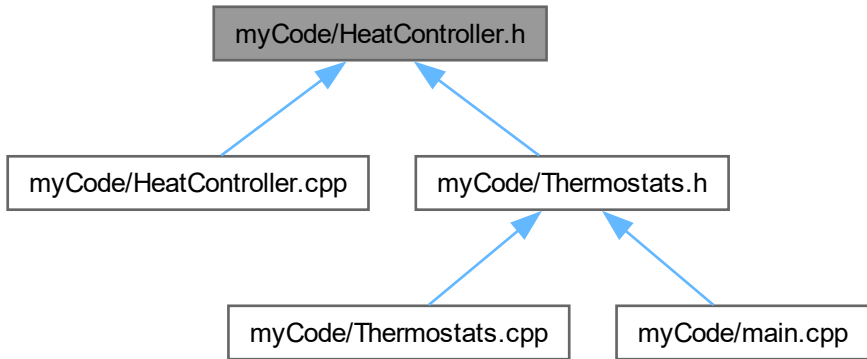 myCode/HeatController.h
myCode/HeatController.cpp
myCode/Thermostats.h
myCode/Thermostats.cpp
myCode/main.cpp